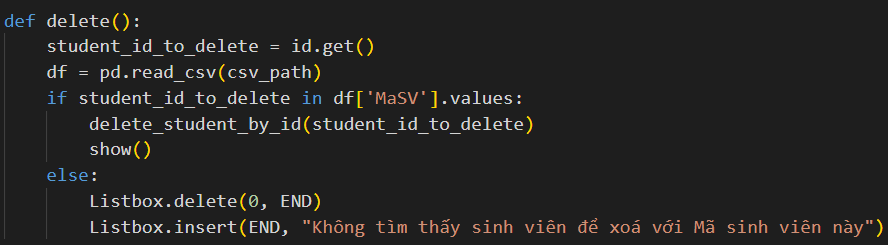 def delete():
    student_id_to_delete = id.get()
    df = pd.read_csv(csv_path)
    if student_id_to_delete in df['MaSV'].values:
        delete_student_by_id(student_id_to_delete)
        show()
    else:
        Listbox.delete(0, END)
        Listbox.insert(END, "Không tìm thấy sinh viên để xoá với Mã sinh viên này")